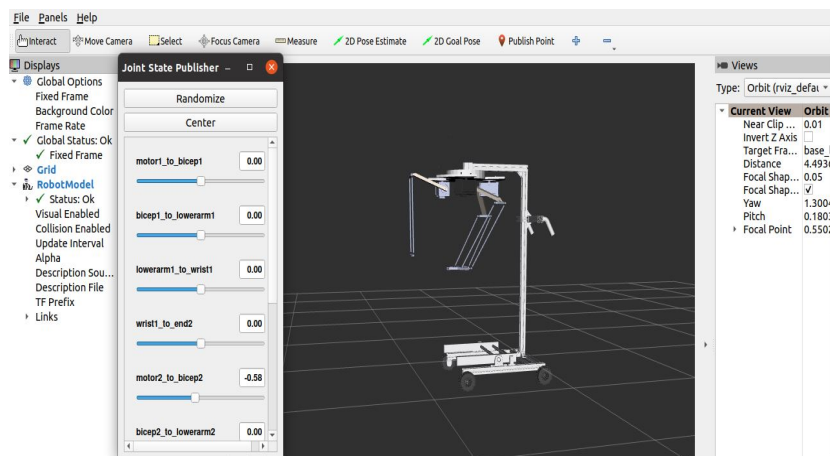 File Panels Help
Interact Move Camera Select Focus Camera Measure 2D Pose Estimate 2D Goal Pose Publish Point
Displays
Global Options
Fixed Frame
Background Color
Frame Rate
Global Status: Ok
Fixed Frame
Grid
RobotModel
Status: Ok
Visual Enabled
Collision Enabled
Update Interval
Alpha
Description Sou...
Description File
TF Prefix
Links
Joint State Publisher
Randomize
Center
motor1_to_bicep1 0.00
bicep1_to_lowerarm1 0.00
lowerarm1_to_wrist1 0.00
wrist1_to_end2 0.00
motor2_to_bicep2 -0.58
bicep2_to_lowerarm2 0.00
Views
Type: Orbit (rviz_defau
Current View Orbit
Near Clip ... 0.01
Invert Z Axis
Target Fra... base_
Distance 4.493
Focal Shap... 0.05
Focal Shap...
Yaw 1.3004
Pitch 0.1803
Focal Point 0.5502